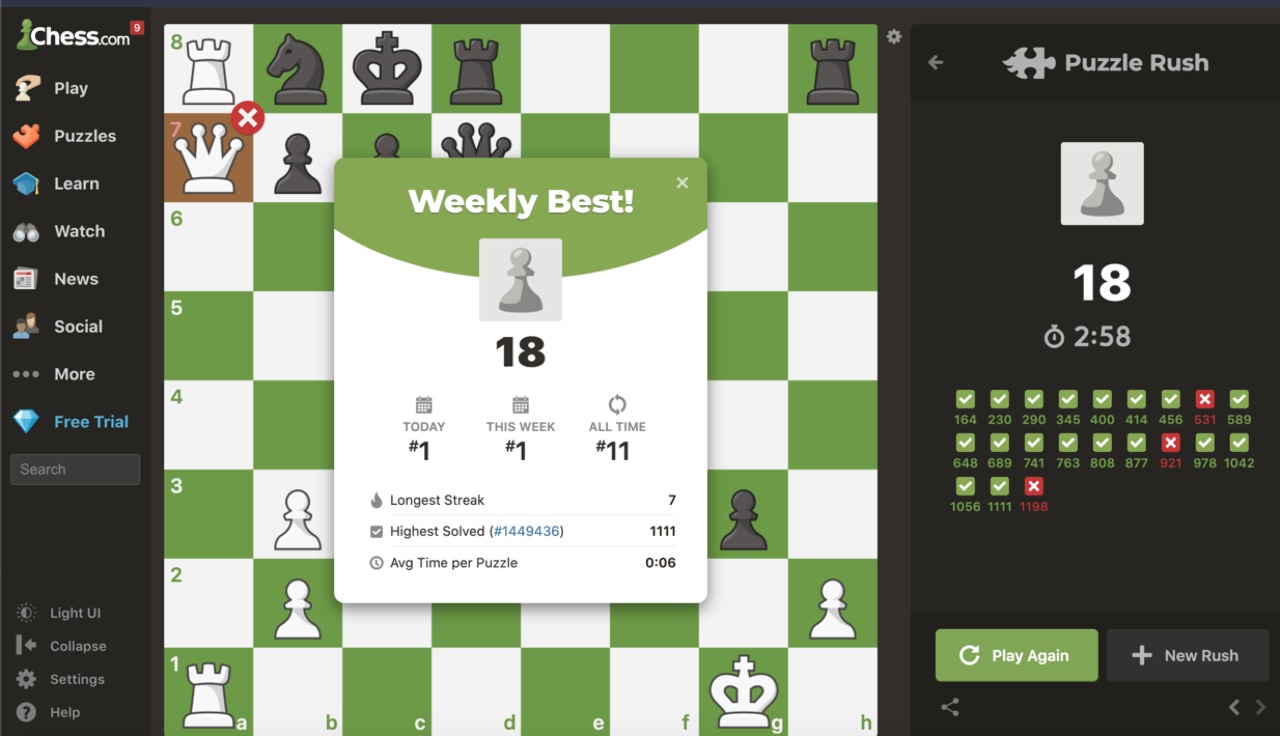 Chess.com
9
Play
Puzzles
Learn
Watch
News
Social
More
Free Trial
Search
Light UI
Collapse
Settings
Help
8
7
6
5
4
3
2
1
a b c d e f g h
Weekly Best!
18
TODAY THIS WEEK ALL TIME
#1 #1 #11
Longest Streak 7
Highest Solved (#1449436) 1111
Avg Time per Puzzle 0:06
Puzzle Rush
18
2:58
164 230 290 345 400 414 456 531 589
648 689 741 763 808 877 921 978 1042
1056 1111 1198
Play Again
New Rush